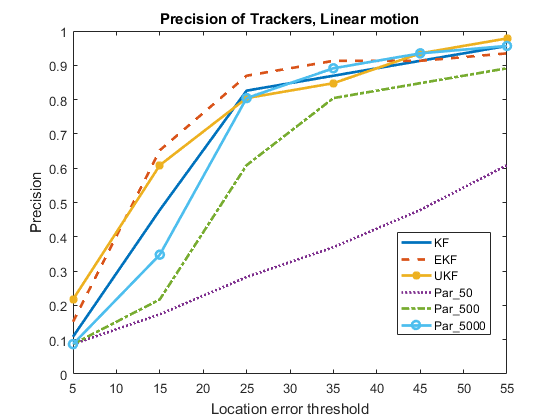 Precision of Trackers, Linear motion
1
0.9
0.8
0.7
0.6
0.5
0.4
0.3
0.2
0.1
0
Precision
KF
EKF
UKF
Par_50
Par_500
Par_5000
5 10 15 20 25 30 35 40 45 50 55
Location error threshold